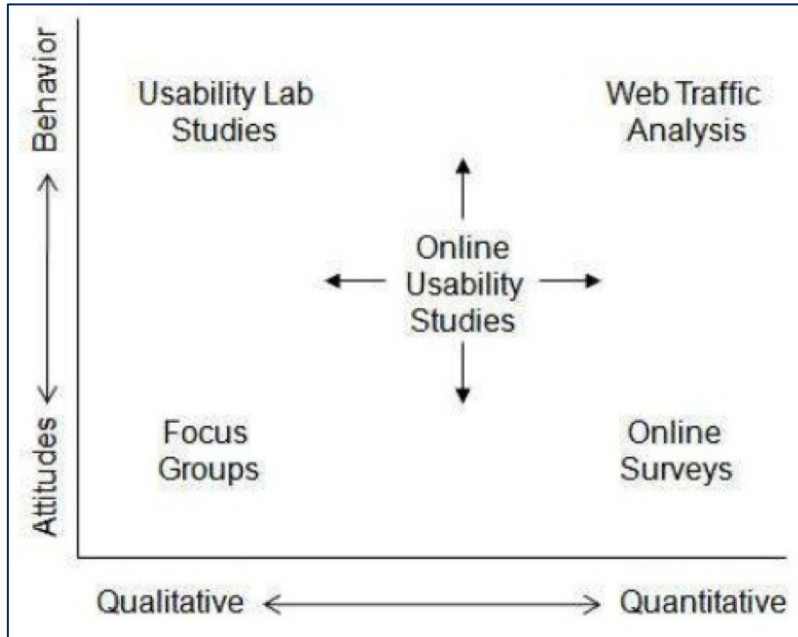 Behavior
Attitudes
Usability Lab
Studies
Web Traffic
Analysis
Online
Usability
Studies
Focus
Groups
Online
Surveys
Qualitative
Quantitative